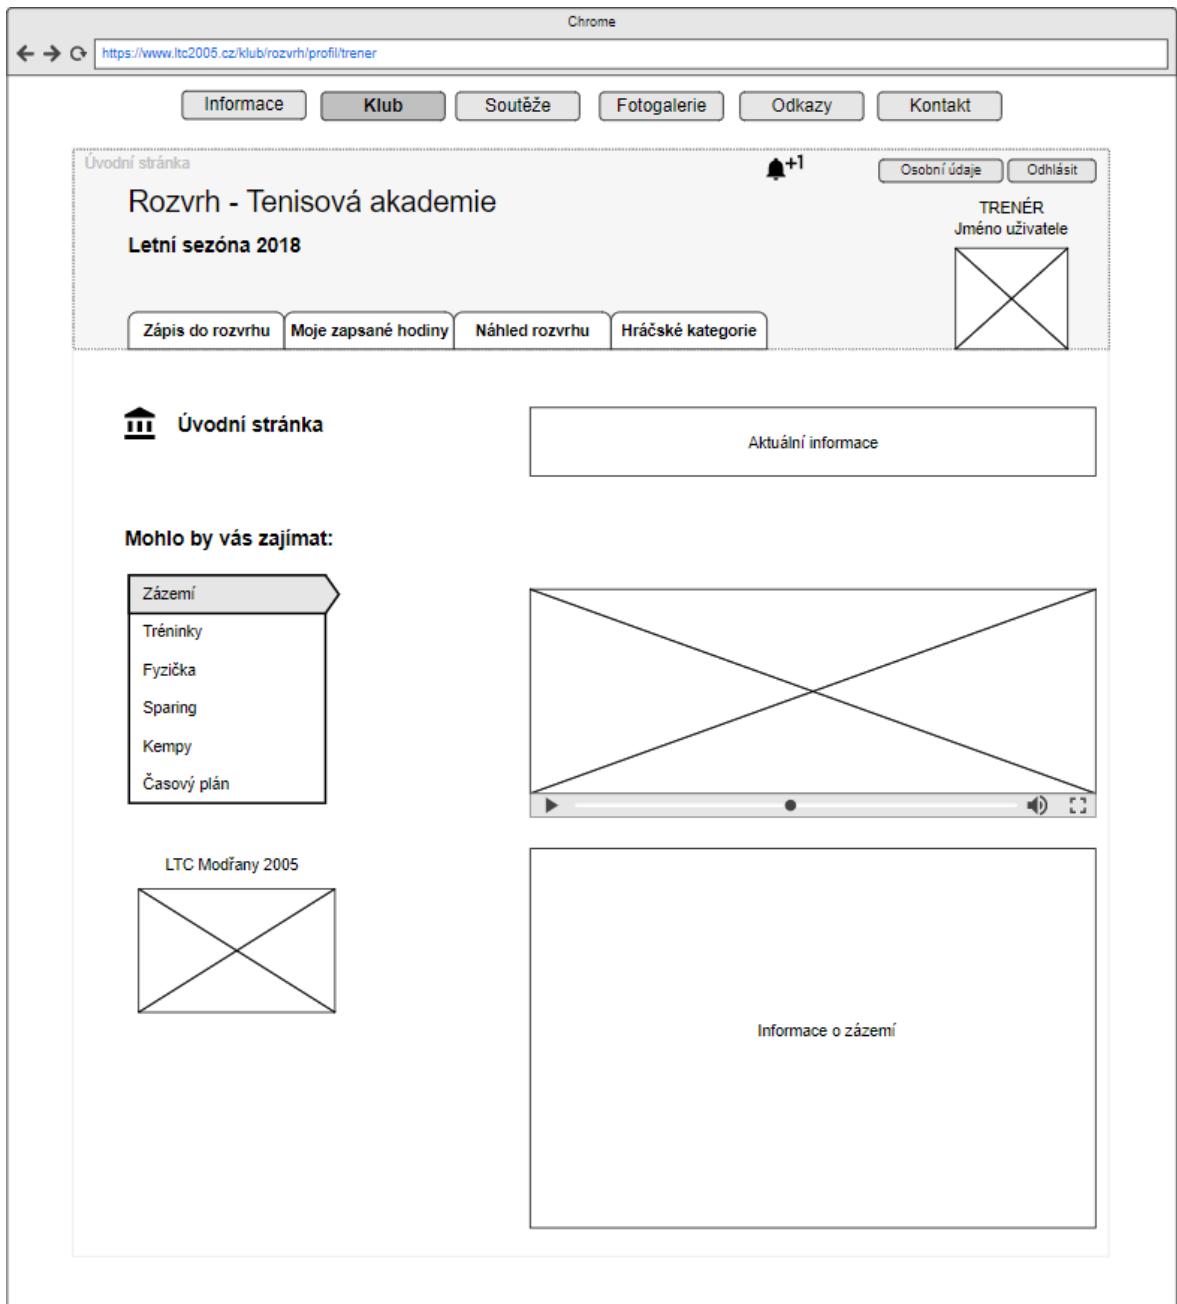 Chrome
https://www.ltc2005.cz/klub/rozvrh/profil/trener
Informace Klub Soutěže Fotogalerie Odkazy Kontakt
Úvodní stránka
+1
Osobní údaje Odhlásit
Rozvrh - Tenisová akademie
TRENÉR
Jméno uživatele
Letní sezóna 2018
Zápis do rozvrhu Moje zapsané hodiny Náhled rozvrhu Hráčské kategorie
Úvodní stránka
Aktuální informace
Mohlo by vás zajímat:
Zázemí
Tréninky
Fyzička
Sparing
Kempy
Časový plán
LTC Modřany 2005
Informace o zázemí